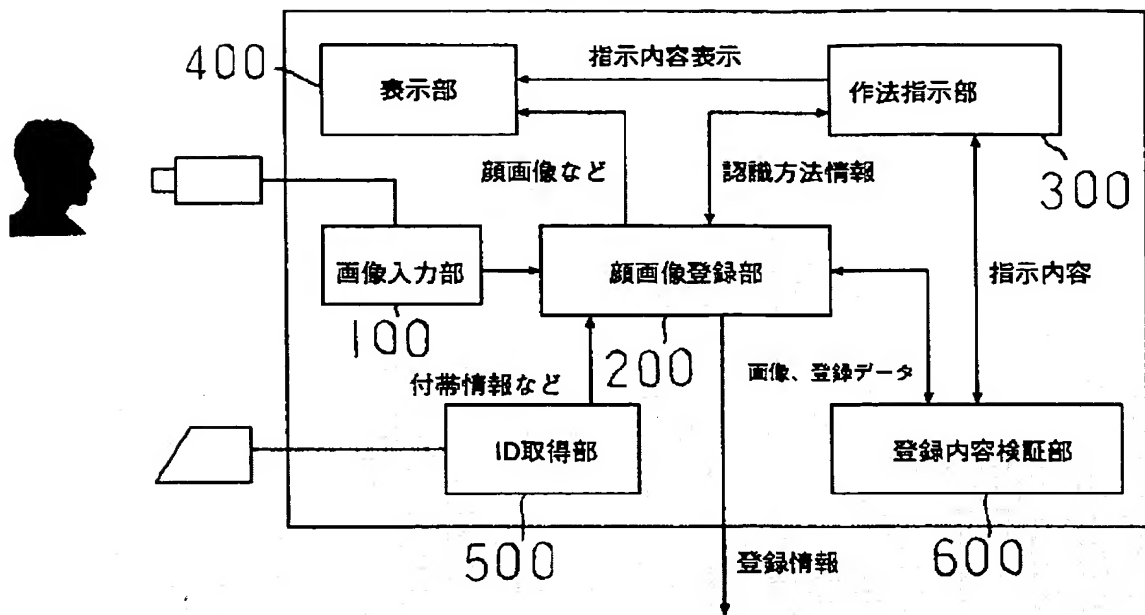 指示内容表示
400
表示部
作法指示部
顔画像など
認識方法情報
300
画像入力部
顔画像登録部
指示内容
100
200
付帯情報など
画像、登録データ
ID取得部
登録内容検証部
500
登録情報
600